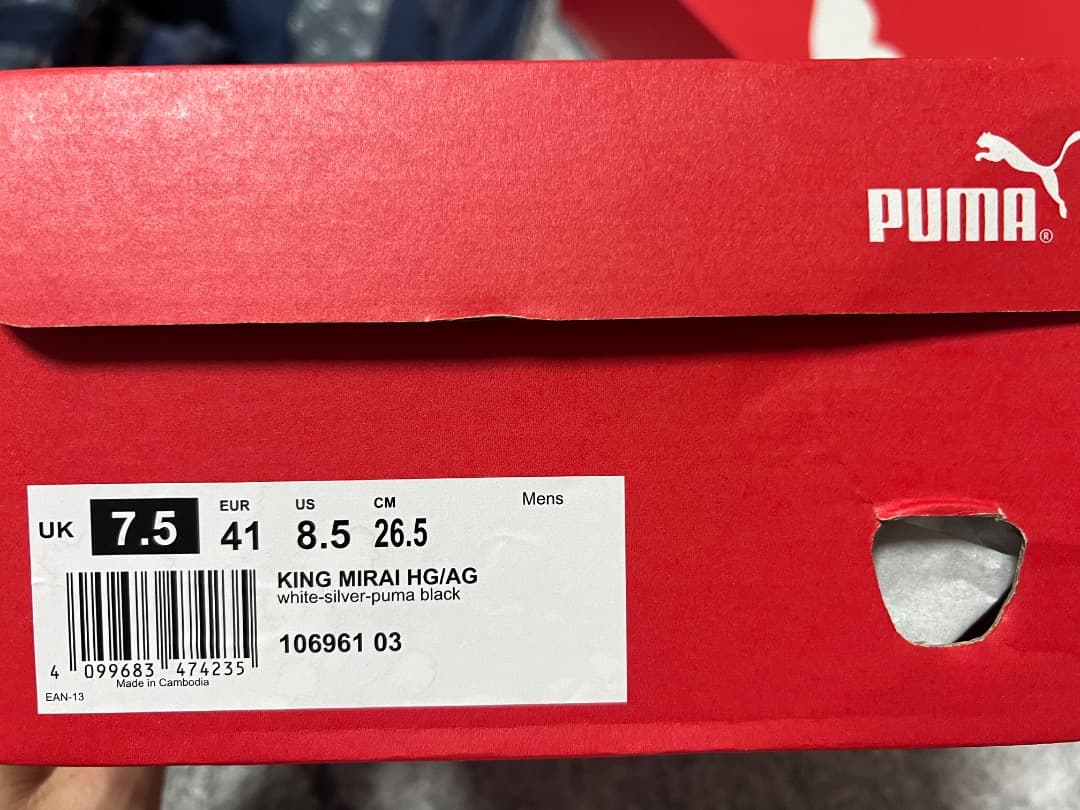 PUMA®
UK 7.5 EUR 41 US 8.5 CM 26.5 Mens
KING MIRAI HG/AG
white-silver-puma black
106961 03
4 099683 474235
Made in Cambodia
EAN-13